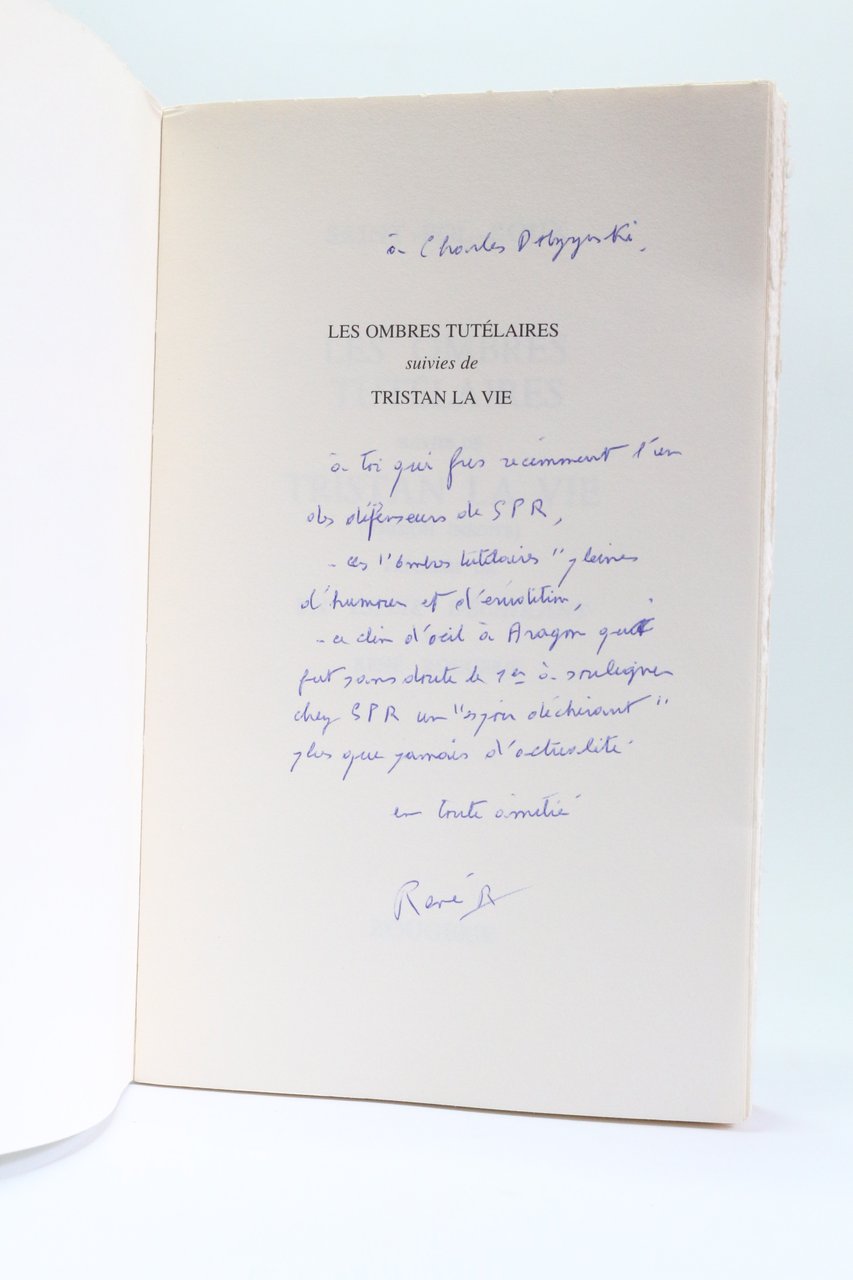 à Charles Dobzynski,
LES OMBRES TUTÉLAIRES
suivies de
TRISTAN LA VIE
à toi qui fus récemment l'un
des défenseurs de SPR,
- ces "Ombres tutélaires" pleines
d'humour et d'érudition,
- ce clin d'oeil à Aragon qui
fut sans doute le 1er à souligner
chez SPR un "espoir déchirant"
plus que jamais d'actualité.
en toute amitié
René